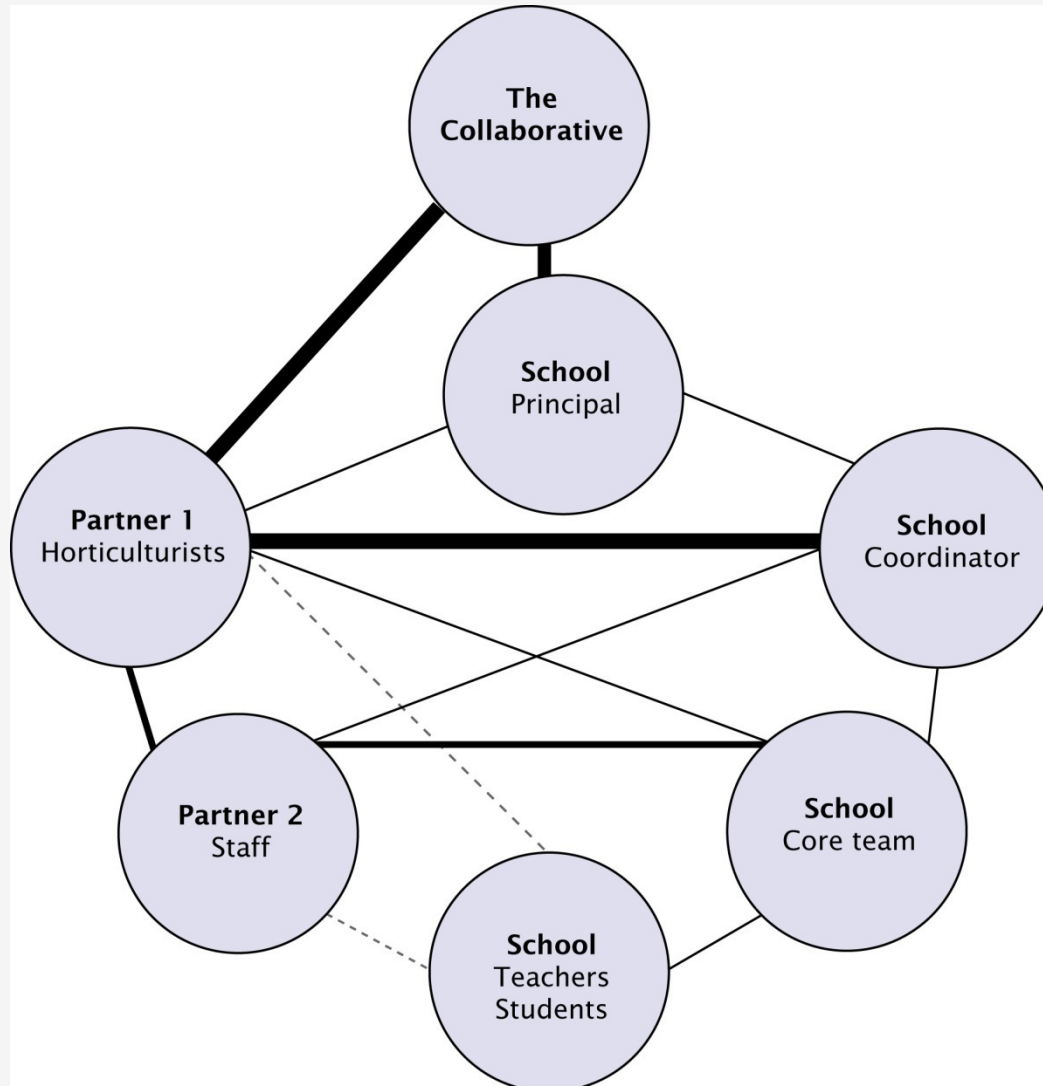 The
Collaborative
School
Principal
Partner 1
Horticulturists
School
Coordinator
Partner 2
Staff
School
Core team
School
Teachers
Students